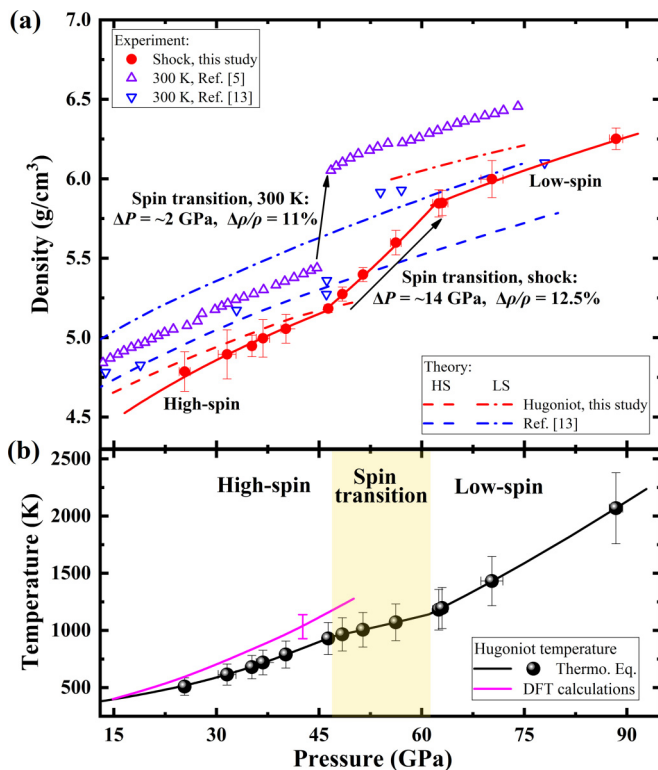 (a)
Experiment:
Shock, this study
300 K, Ref. [5]
300 K, Ref. [13]
7.0
6.5
6.0
5.5
5.0
4.5
Density (g/cm³)
Low-spin
Spin transition, 300 K:
ΔP = ~2 GPa, Δρ/ρ = 11%
Spin transition, shock:
ΔP = ~14 GPa, Δρ/ρ = 12.5%
High-spin
Theory:
HS LS
Hugoniot, this study
Ref. [13]
(b)
2500
2000
1500
1000
500
Temperature (K)
High-spin
Spin
transition
Low-spin
Hugoniot temperature
Thermo. Eq.
DFT calculations
15 30 45 60 75 90
Pressure (GPa)